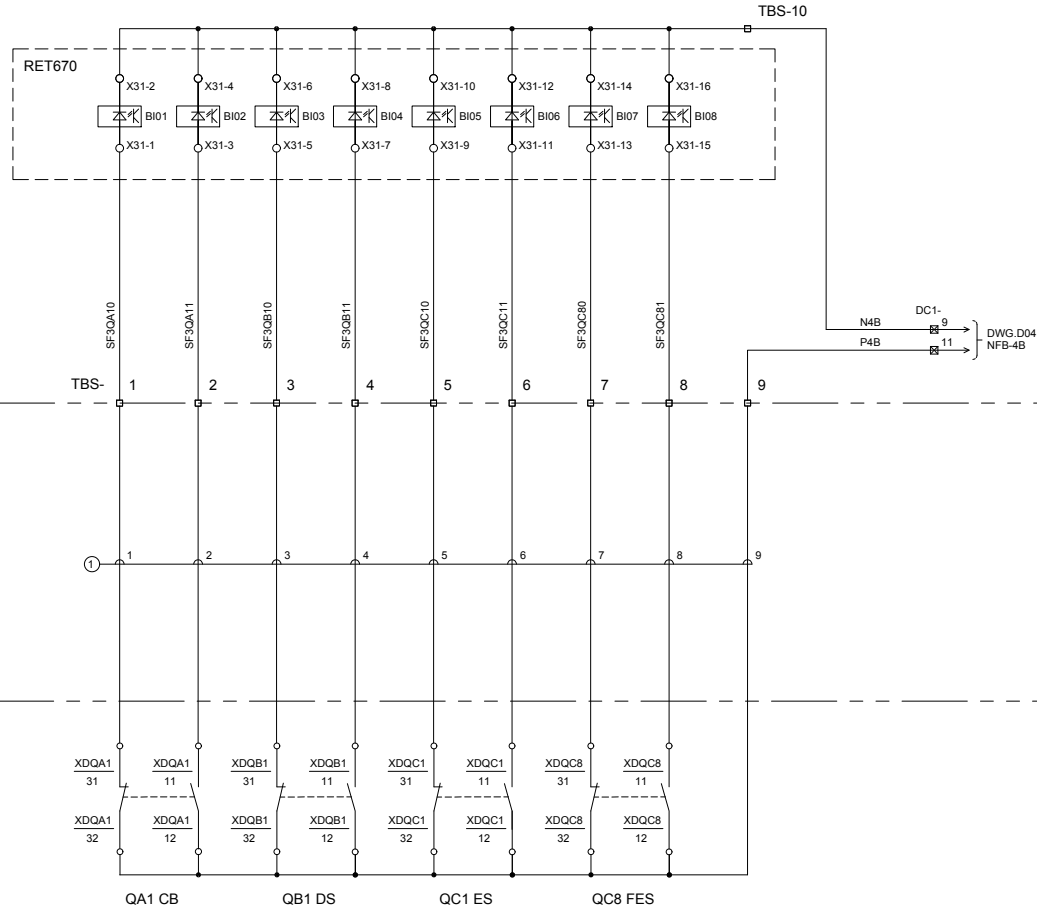 TBS-10
RET670
X31-2 X31-4 X31-6 X31-8 X31-10 X31-12 X31-14 X31-16
BI01 BI02 BI03 BI04 BI05 BI06 BI07 BI08
X31-1 X31-3 X31-5 X31-7 X31-9 X31-11 X31-13 X31-15
SF3QA10 SF3QA11 SF3QB10 SF3QB11 SF3QC10 SF3QC11 SF3QC80 SF3QC81
DC1-
N4B 9
P4B 11
DWG.D04
NFB-4B
TBS- 1 2 3 4 5 6 7 8 9
1 1 2 3 4 5 6 7 8 9
XDQA1 XDQA1 XDQB1 XDQB1 XDQC1 XDQC1 XDQC8 XDQC8
31 11 31 11 31 11 31 11
XDQA1 XDQA1 XDQB1 XDQB1 XDQC1 XDQC1 XDQC8 XDQC8
32 12 32 12 32 12 32 12
QA1 CB QB1 DS QC1 ES QC8 FES